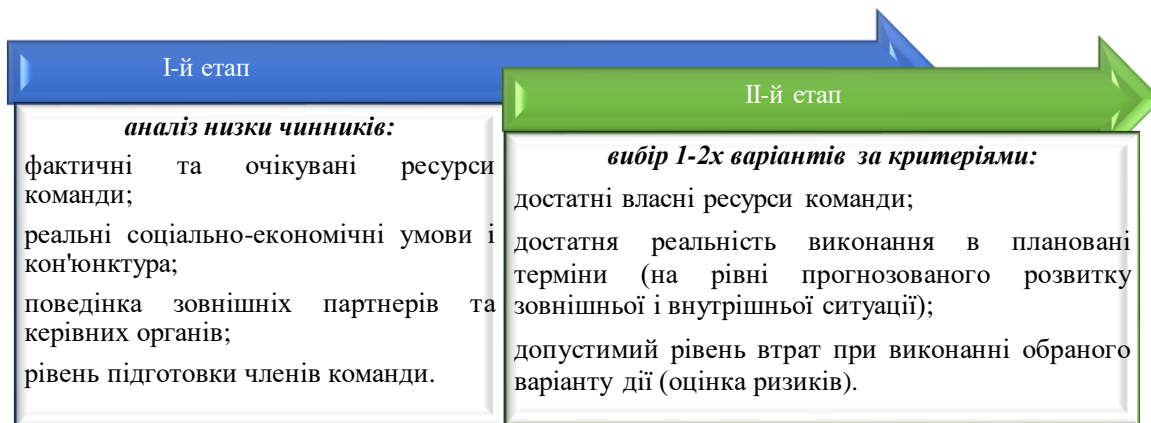 І-й етап
аналіз низки чинників:
фактичні та очікувані ресурси
команди;
реальні соціально-економічні умови і
кон'юнктура;
поведінка зовнішніх партнерів та
керівних органів;
рівень підготовки членів команди.
ІІ-й етап
вибір 1-2х варіантів за критеріями:
достатні власні ресурси команди;
достатня реальність виконання в плановані
терміни (на рівні прогнозованого розвитку
зовнішньої і внутрішньої ситуації);
допустимий рівень втрат при виконанні обраного
варіанту дії (оцінка ризиків).